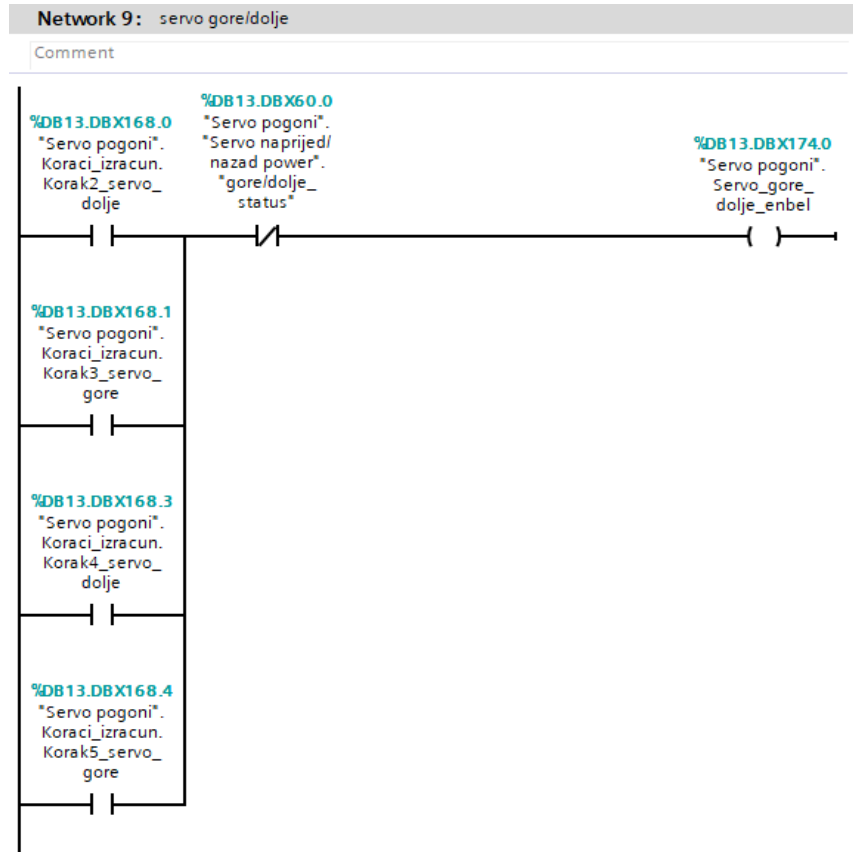 Network 9: servo gore/dolje
Comment
%DB13.DBX168.0
"Servo pogoni".
Koraci_izracun.
Korak2_servo_
dolje
%DB13.DBX60.0
"Servo pogoni".
"Servo naprijed/
nazad power".
"gore/dolje_
status"
%DB13.DBX174.0
"Servo pogoni".
Servo_gore_
dolje_enbel
%DB13.DBX168.1
"Servo pogoni".
Koraci_izracun.
Korak3_servo_
gore
%DB13.DBX168.3
"Servo pogoni".
Koraci_izracun.
Korak4_servo_
dolje
%DB13.DBX168.4
"Servo pogoni".
Koraci_izracun.
Korak5_servo_
gore